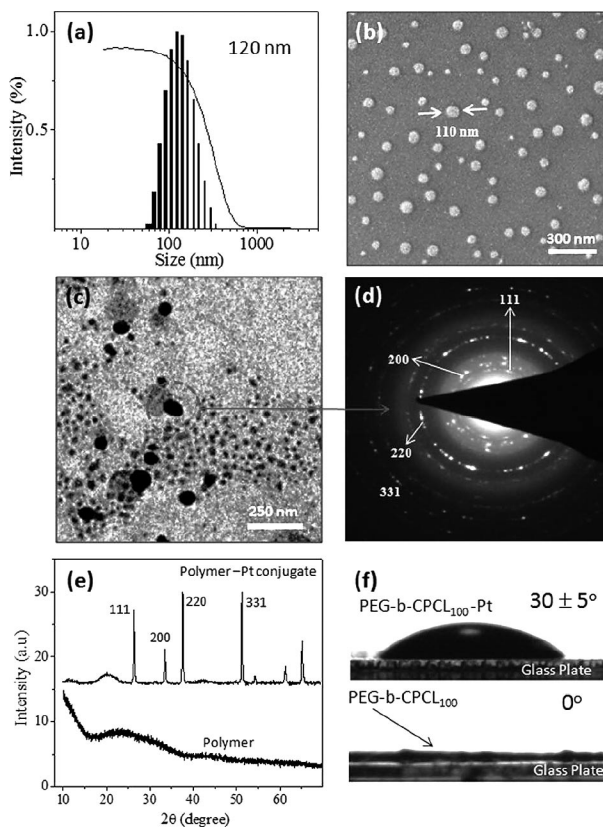 (a)
120 nm
1.0
0.5
Intensity (%)
10
100
1000
Size (nm)
(b)
110 nm
300 nm
(c)
250 nm
(d)
111
200
220
331
(e)
Polymer–Pt conjugate
30
20
10
5
0
111
200
220
331
Intensity (a.u)
Polymer
10
20
30
40
50
60
2θ (degree)
(f)
PEG-b-CPCL100-Pt
30 ± 5°
Glass Plate
PEG-b-CPCL100
0°
Glass Plate